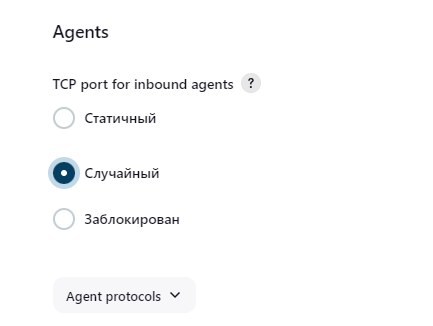 Agents
TCP port for inbound agents ?
Статичный
Случайный
Заблокирован
Agent protocols